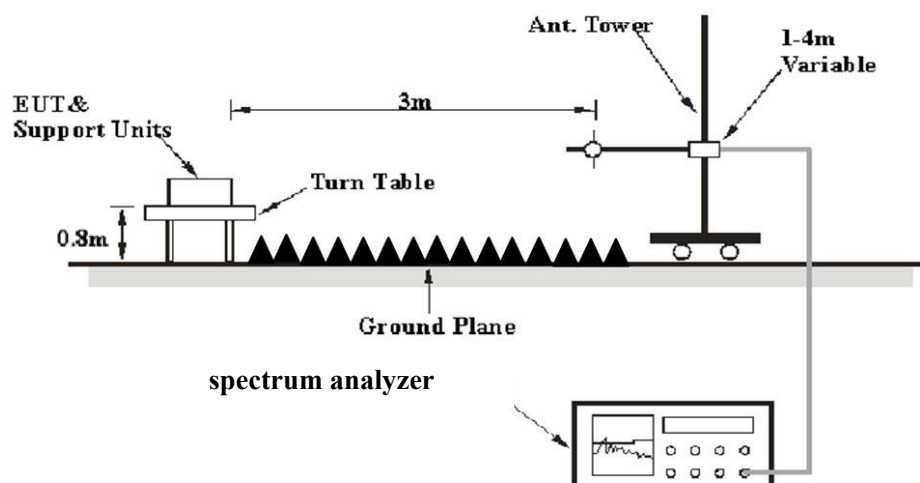 Ant. Tower
1-4m
Variable
EUT&
Support Units
3m
Turn Table
0.8m
Ground Plane
spectrum analyzer